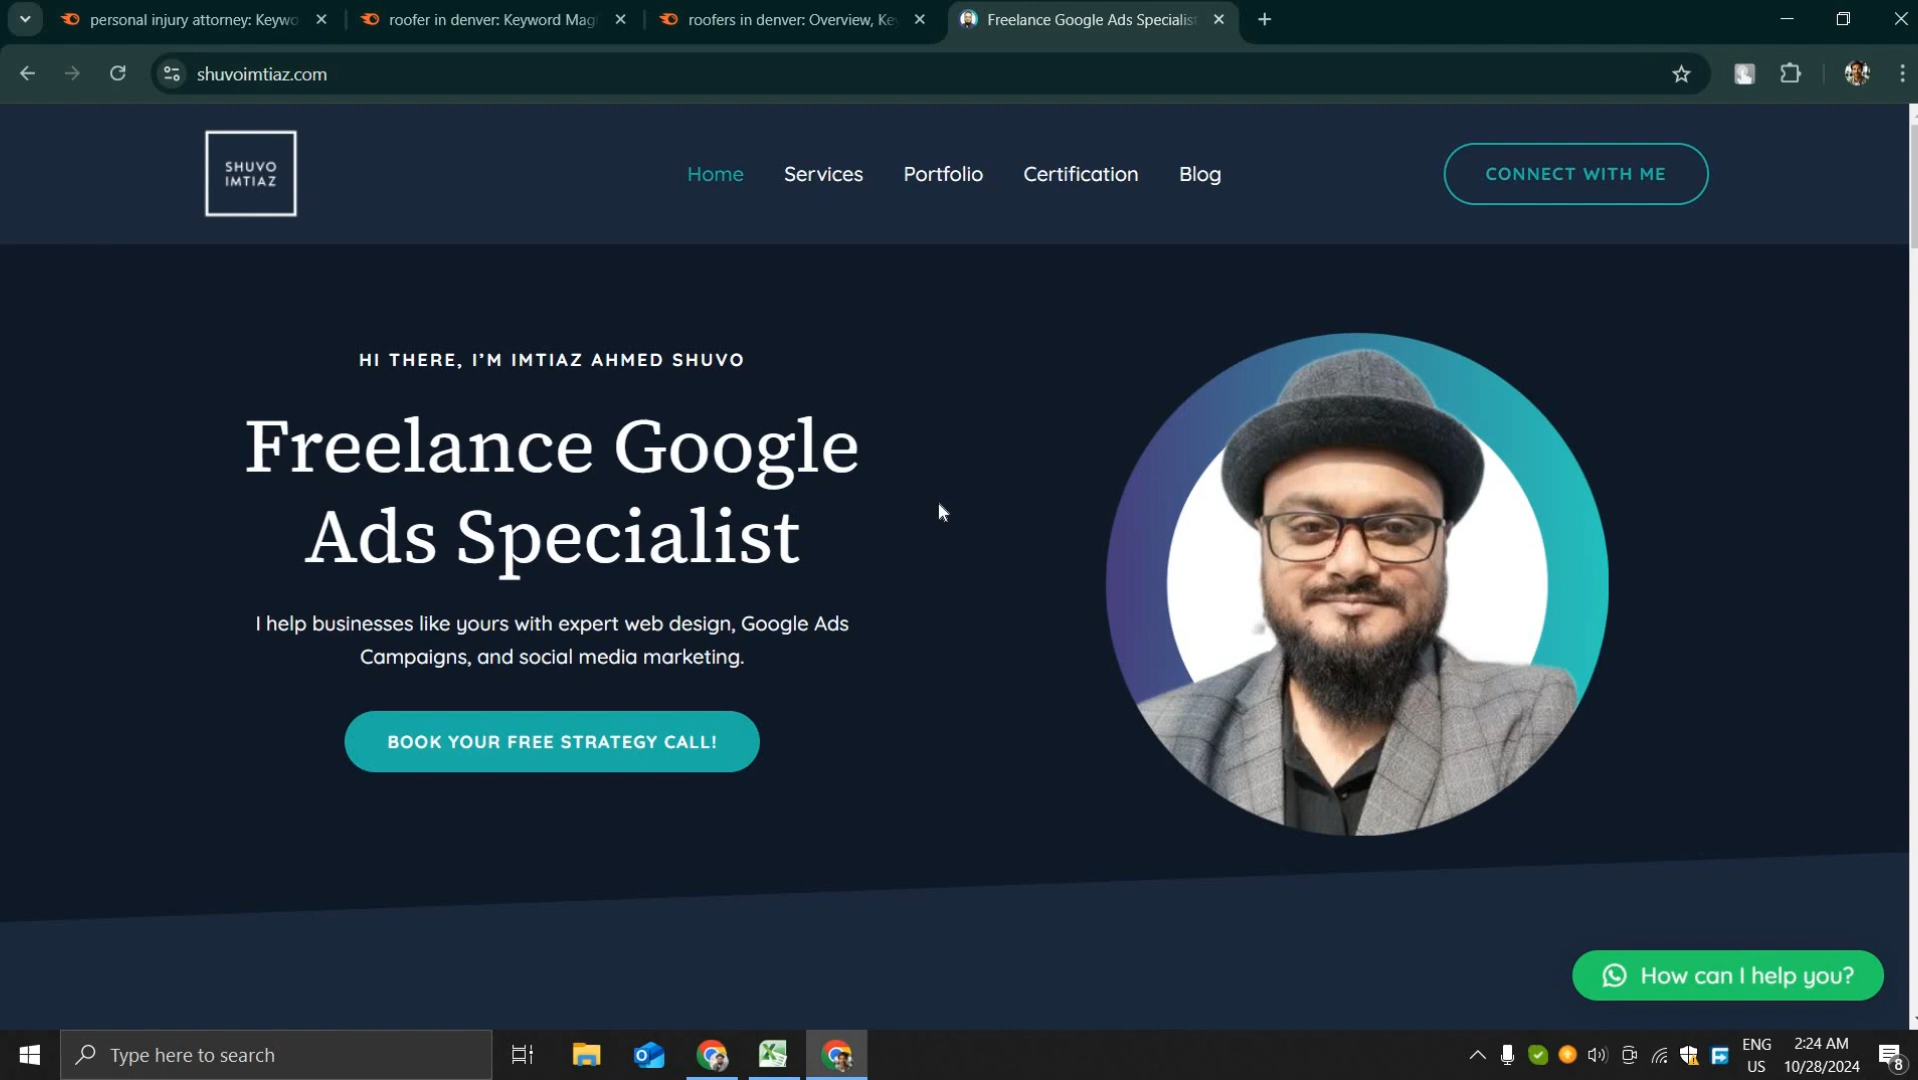 personal injury attorney: Keywo
roofer in denver: Keyword Mag
roofers in denver: Overview, Ke
Freelance Google Ads Specialist
shuvoimtiaz.com
SHUVO
IMTIAZ
Home
Services
Portfolio
Certification
Blog
CONNECT WITH ME
HI THERE, I'M IMTIAZ AHMED SHUVO
Freelance Google
Ads Specialist
I help businesses like yours with expert web design, Google Ads
Campaigns, and social media marketing.
BOOK YOUR FREE STRATEGY CALL!
How can I help you?
Type here to search
ENG
US
2:24 AM
10/28/2024
8